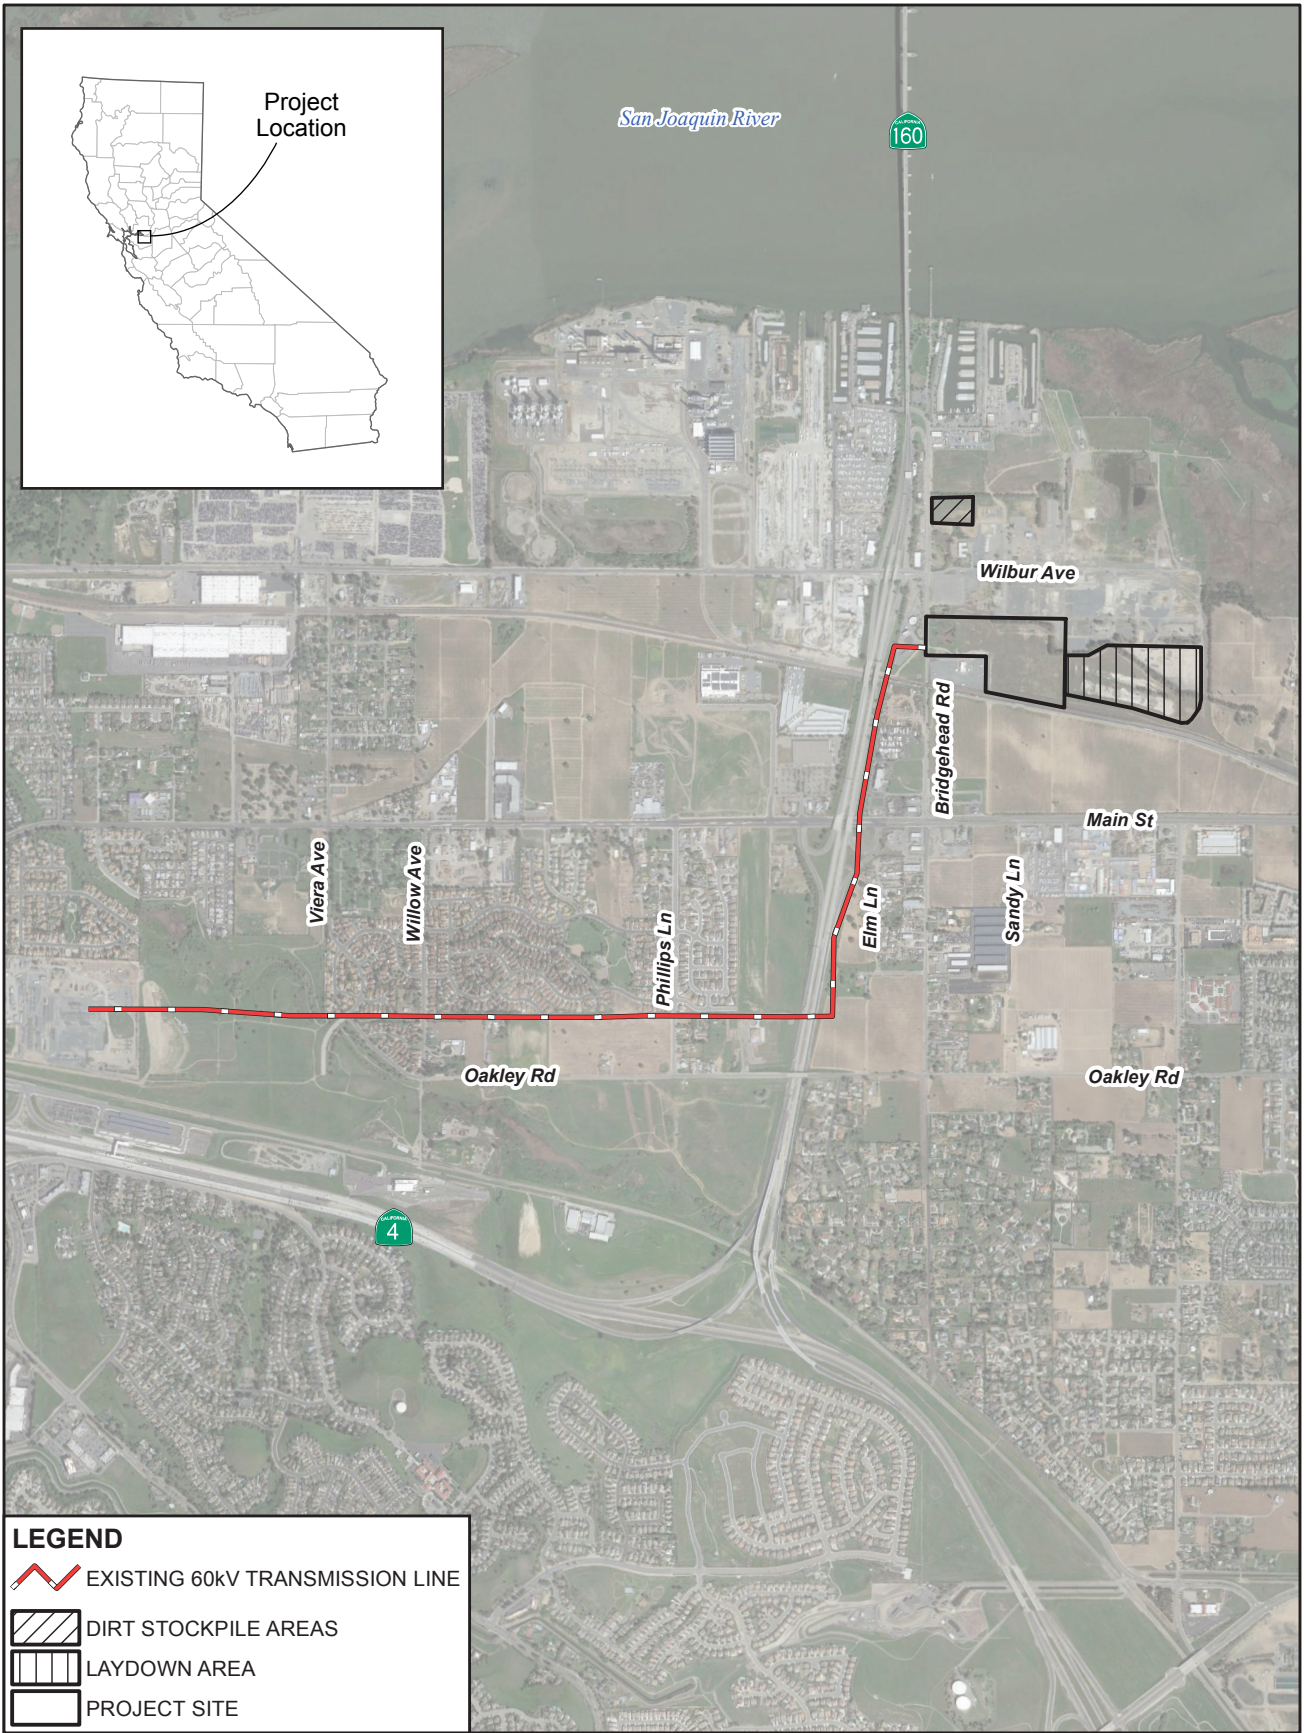 Project
Location
San Joaquin River
CALIFORNIA
160
Wilbur Ave
Bridgehead Rd
Main St
Viera Ave
Willow Ave
Phillips Ln
Elm Ln
Sandy Ln
Oakley Rd
Oakley Rd
CALIFORNIA
4
LEGEND
EXISTING 60kV TRANSMISSION LINE
DIRT STOCKPILE AREAS
LAYDOWN AREA
PROJECT SITE